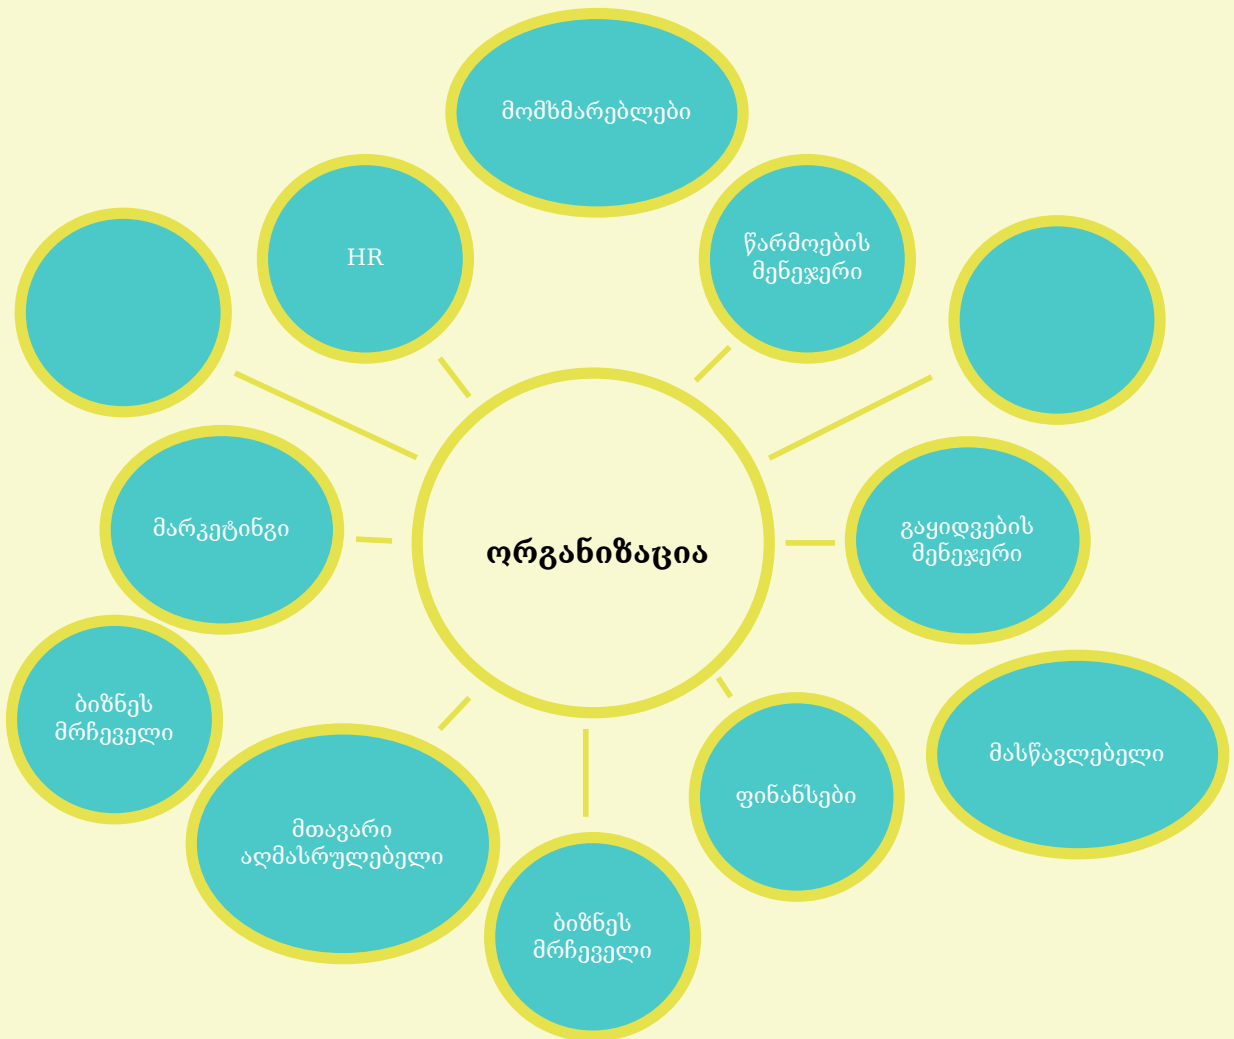 მომხმარებლები
HR
წარმოების
მენეჯერი
მარკეტინგი
ორგანიზაცია
გაყიდვების
მენეჯერი
ბიზნეს
მრჩეველი
მასწავლებელი
მთავარი
აღმასრულებელი
ფინანსები
ბიზნეს
მრჩეველი